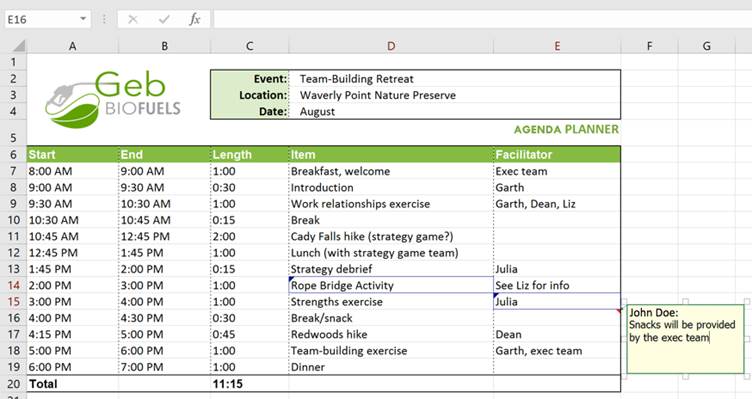 E16 fx
A B C D E F G
1
2 Event: Team-Building Retreat
3 Location: Waverly Point Nature Preserve
4 Date: August
Geb
BIOFUELS
5 AGENDA PLANNER
6 Start End Length Item Facilitator
7 8:00 AM 9:00 AM 1:00 Breakfast, welcome Exec team
8 9:00 AM 9:30 AM 0:30 Introduction Garth
9 9:30 AM 10:30 AM 1:00 Work relationships exercise Garth, Dean, Liz
10 10:30 AM 10:45 AM 0:15 Break
11 10:45 AM 12:45 PM 2:00 Cady Falls hike (strategy game?)
12 12:45 PM 1:45 PM 1:00 Lunch (with strategy game team)
13 1:45 PM 2:00 PM 0:15 Strategy debrief Julia
14 2:00 PM 3:00 PM 1:00 Rope Bridge Activity See Liz for info
15 3:00 PM 4:00 PM 1:00 Strengths exercise Julia
16 4:00 PM 4:30 PM 0:30 Break/snack
17 4:15 PM 5:00 PM 0:45 Redwoods hike Dean
18 5:00 PM 6:00 PM 1:00 Team-building exercise Garth, exec team
19 6:00 PM 7:00 PM 1:00 Dinner
20 Total 11:15
John Doe:
Snacks will be provided
by the exec team